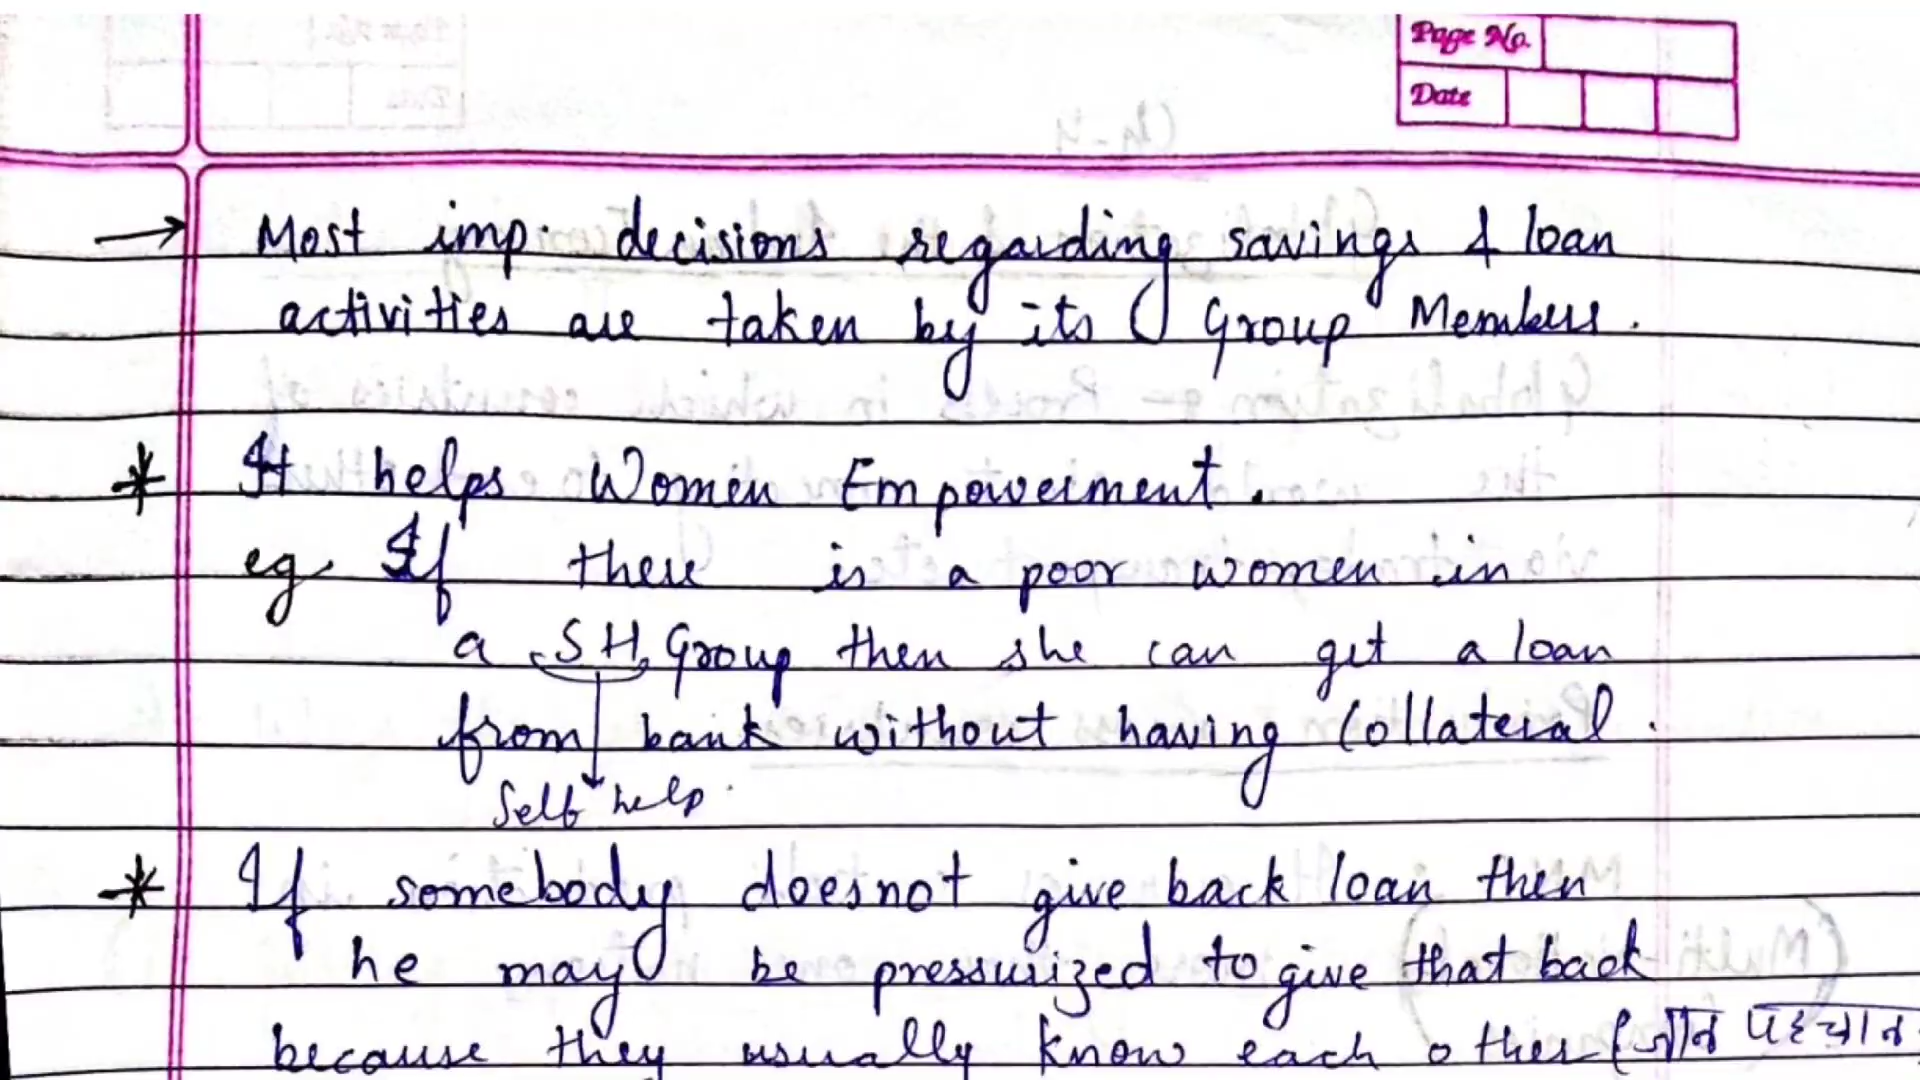 Page No.
Date
→ Most imp. decisions regarding savings & loan
activities are taken by its Group Members.
* It helps Women Empowerment.
eg. If there is a poor women in
a SH Group then she can get a loan
from bank without having Collateral.
Self help
* If somebody doesnot give back loan then
he may be pressurized to give that back
because they usually know each other (जान पहचान